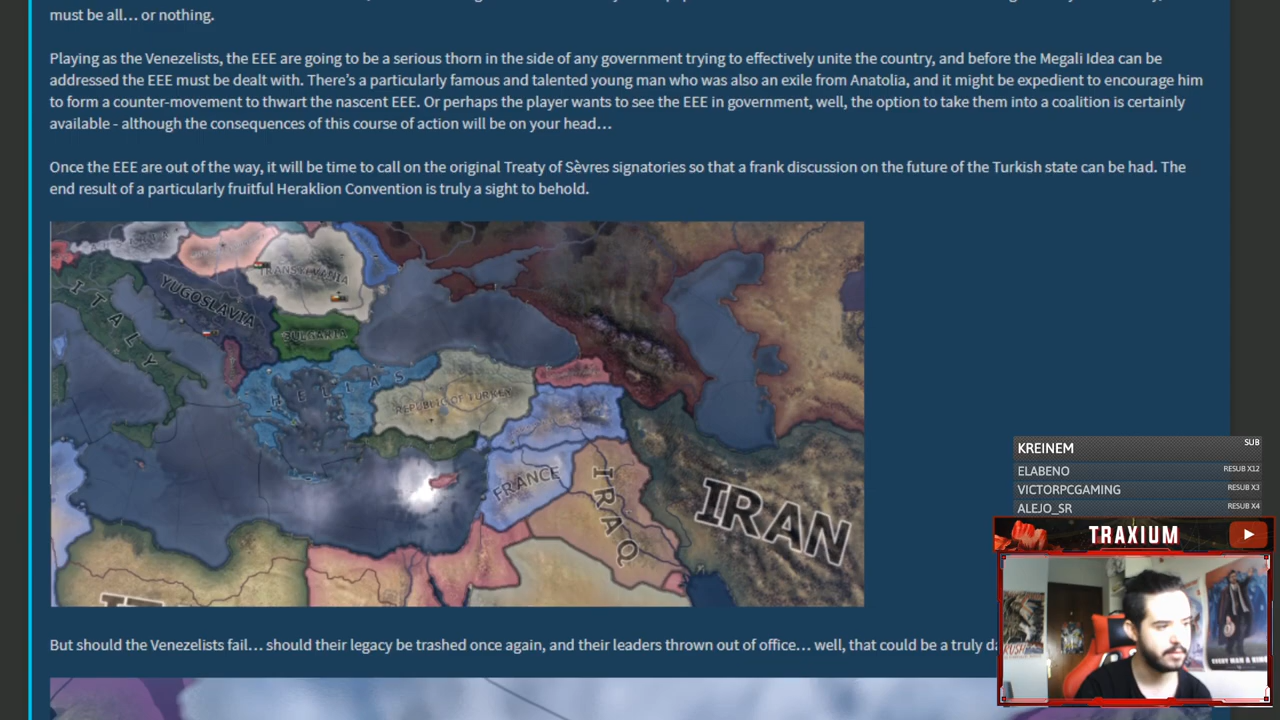 must be all… or nothing.
Playing as the Venezelists, the EEE are going to be a serious thorn in the side of any government trying to effectively unite the country, and before the Megali Idea can be
addressed the EEE must be dealt with. There's a particularly famous and talented young man who was also an exile from Anatolia, and it might be expedient to encourage him
to form a counter-movement to thwart the nascent EEE. Or perhaps the player wants to see the EEE in government, well, the option to take them into a coalition is certainly
available - although the consequences of this course of action will be on your head…
Once the EEE are out of the way, it will be time to call on the original Treaty of Sèvres signatories so that a frank discussion on the future of the Turkish state can be had. The
end result of a particularly fruitful Heraklion Convention is truly a sight to behold.
TRANSYLVANIA
ITALY
YUGOSLAVIA
BULGARIA
HELLAS
REPUBLIC OF TURKEY
FRANCE
IRAQ
IRAN
KREINEM SUB
ELABENO RESUB X12
VICTORPCGAMING RESUB X3
ALEJO_SR RESUB X4
TRAXIUM
EVERY MAN A KING
But should the Venezelists fail… should their legacy be trashed once again, and their leaders thrown out of office… well, that could be a truly